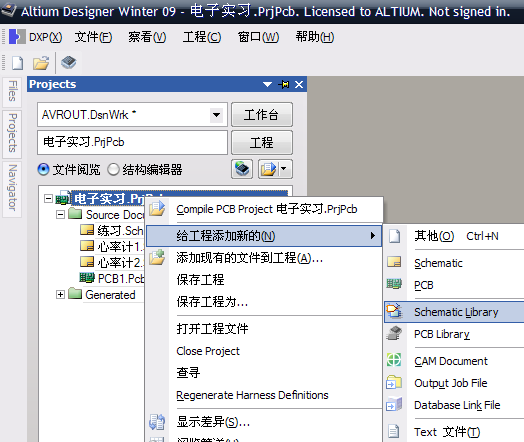 Altium Designer Winter 09 - 电子实习.PrjPcb. Licensed to ALTIUM. Not signed in.
DXP(X) 文件(F) 察看(V) 工程(C) 窗口(W) 帮助(H)
Files
Projects
Navigator
Projects
AVROUT.DsnWrk *
工作台
电子实习.PrjPcb
工程
文件阅览
结构编辑器
电子实习.PrjPcb
Source Docu
练习.Sch
心率计1.
心率计2.
PCB1.Pcb
Generated
Compile PCB Project 电子实习.PrjPcb
给工程添加新的(N)
添加现有的文件到工程(A)...
保存工程
保存工程为...
打开工程文件
Close Project
查寻
Regenerate Harness Definitions
显示差异(S)...
其他(O) Ctrl+N
Schematic
PCB
Schematic Library
PCB Library
CAM Document
Output Job File
Database Link File
Text 文件(T)